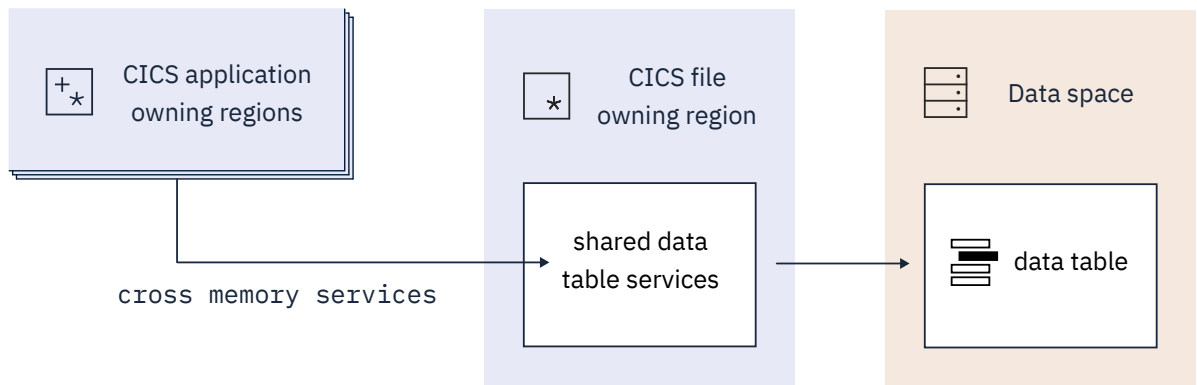 CICS application
owning regions
CICS file
owning region
Data space
shared data
table services
data table
cross memory services